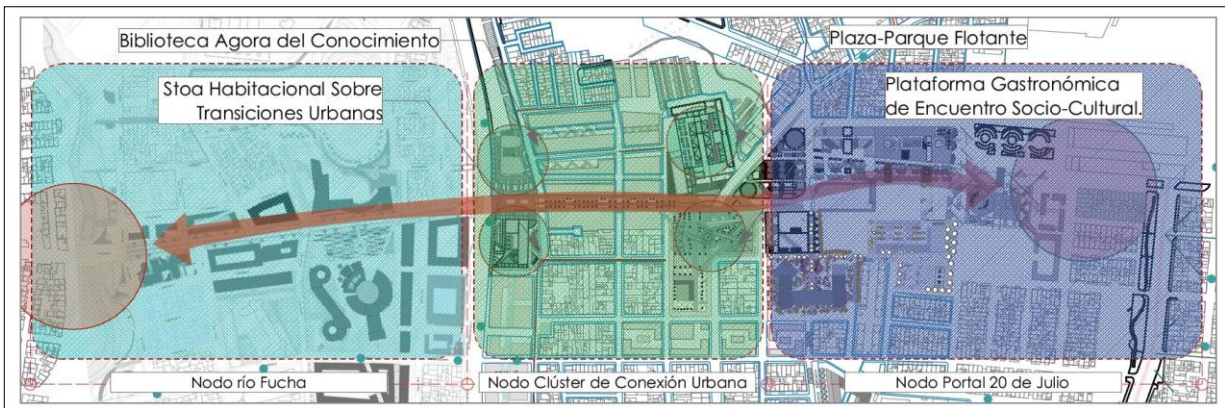 Biblioteca Agora del Conocimiento
Plaza-Parque Flotante
Stoa Habitacional Sobre
Transiciones Urbanas
Plataforma Gastronómica
de Encuentro Socio-Cultural.
Nodo río Fucha
Nodo Clúster de Conexión Urbana
Nodo Portal 20 de Julio